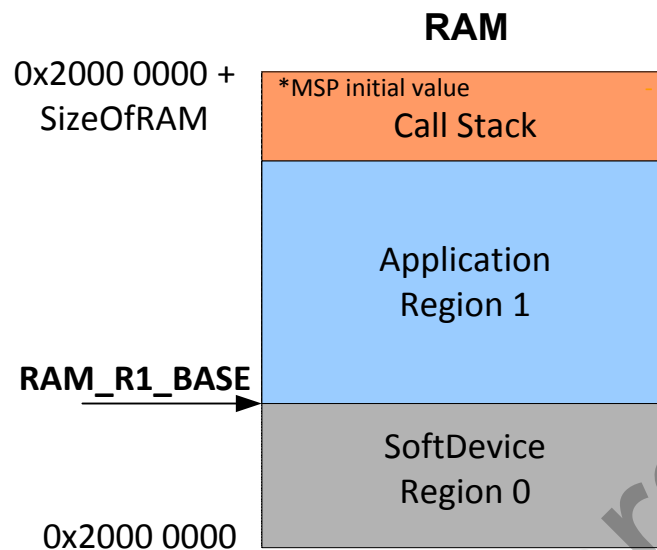 RAM
0x2000 0000 +
SizeOfRAM
*MSP initial value
Call Stack
Application
Region 1
RAM_R1_BASE
SoftDevice
Region 0
0x2000 0000